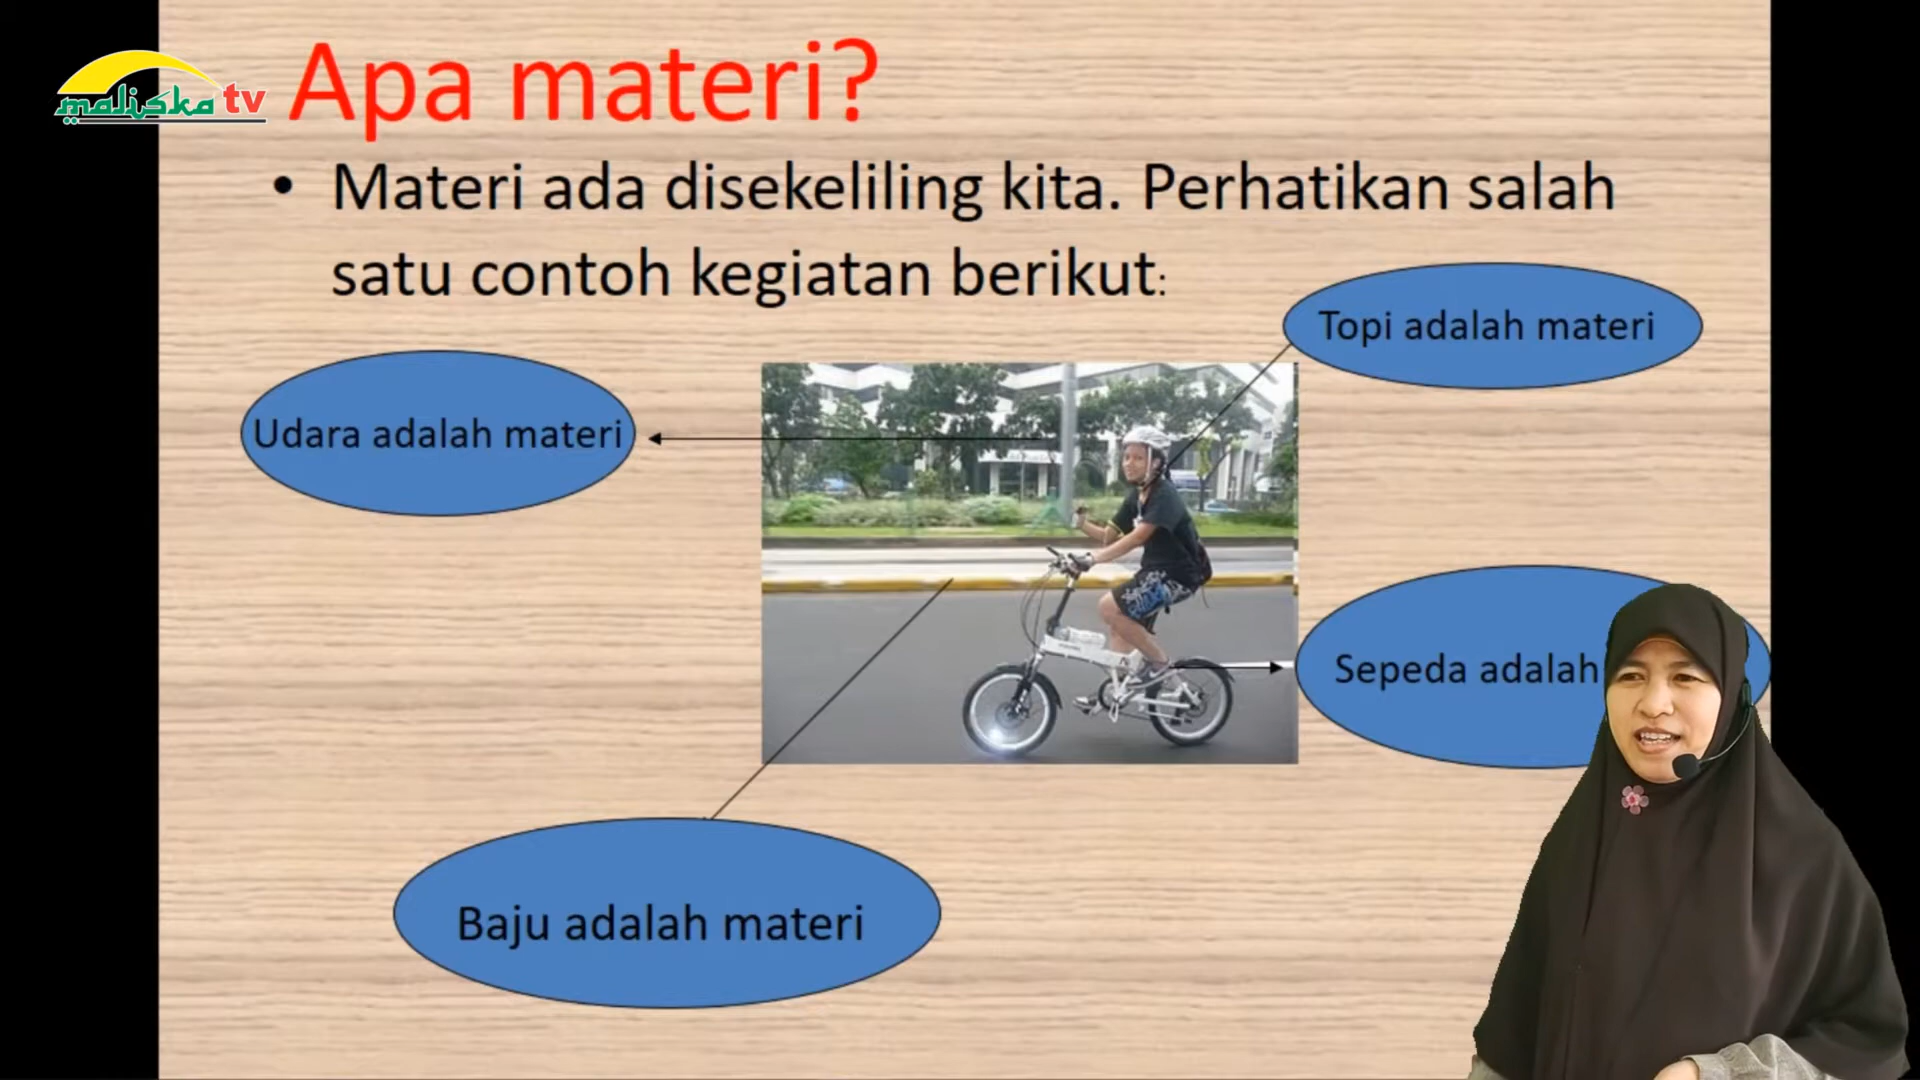 maliska tv
Apa materi?
• Materi ada disekeliling kita. Perhatikan salah
satu contoh kegiatan berikut:
Topi adalah materi
Udara adalah materi
Sepeda adalah
Baju adalah materi